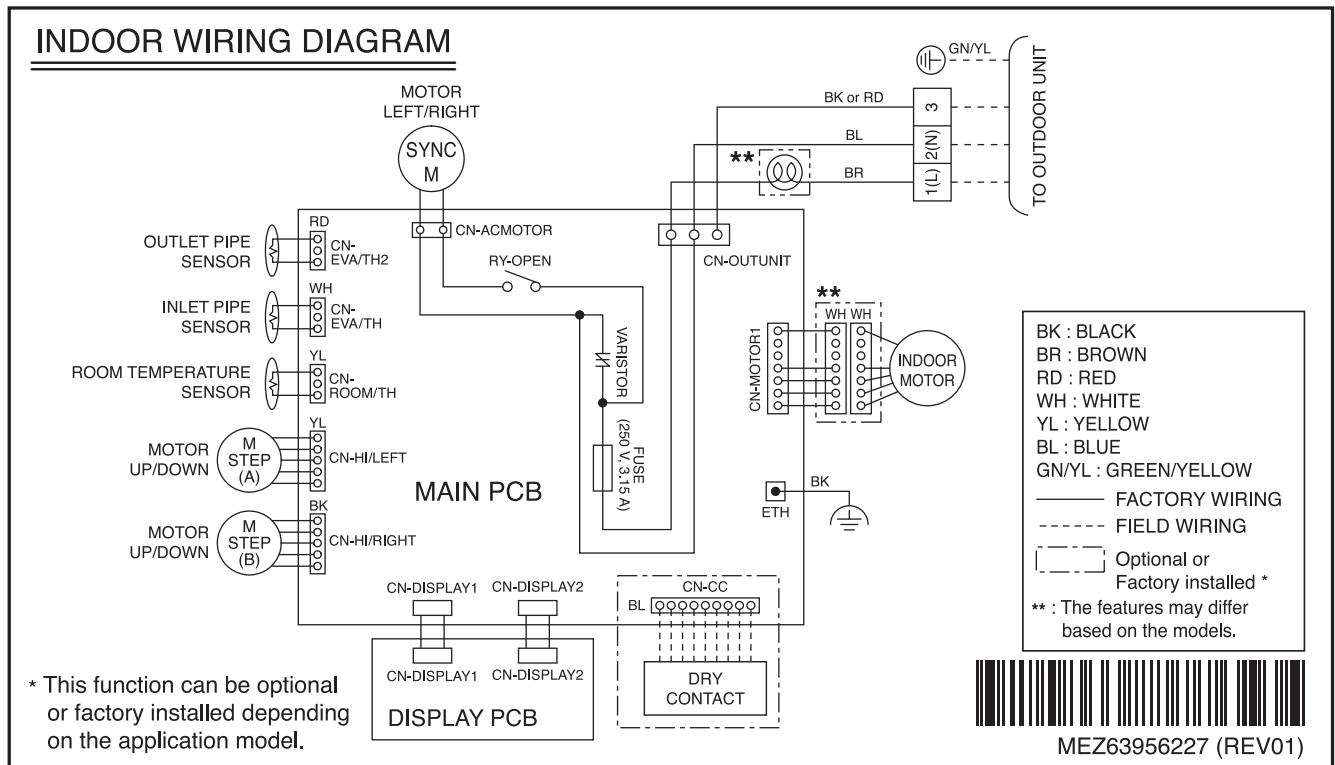 INDOOR WIRING DIAGRAM
MOTOR
LEFT/RIGHT
SYNC
M
CN-ACMOTOR
RY-OPEN
VARISTOR
FUSE
(250 V, 3.15 A)
MAIN PCB
OUTLET PIPE
SENSOR
RD
CN-
EVA/TH2
INLET PIPE
SENSOR
WH
CN-
EVA/TH
ROOM TEMPERATURE
SENSOR
YL
CN-
ROOM/TH
MOTOR
UP/DOWN
M
STEP
(A)
YL
CN-HI/LEFT
MOTOR
UP/DOWN
M
STEP
(B)
BK
CN-HI/RIGHT
GN/YL
BK or RD
3
BL
2(N)
**
BR
1(L)
TO OUTDOOR UNIT
CN-OUTUNIT
**
WH WH
CN-MOTOR1
INDOOR
MOTOR
ETH
BK
CN-DISPLAY1 CN-DISPLAY2
CN-DISPLAY1 CN-DISPLAY2
DISPLAY PCB
CN-CC
BL
DRY
CONTACT
BK : BLACK
BR : BROWN
RD : RED
WH : WHITE
YL : YELLOW
BL : BLUE
GN/YL : GREEN/YELLOW
FACTORY WIRING
FIELD WIRING
Optional or
Factory installed *
** : The features may differ
based on the models.
* This function can be optional
or factory installed depending
on the application model.
MEZ63956227 (REV01)